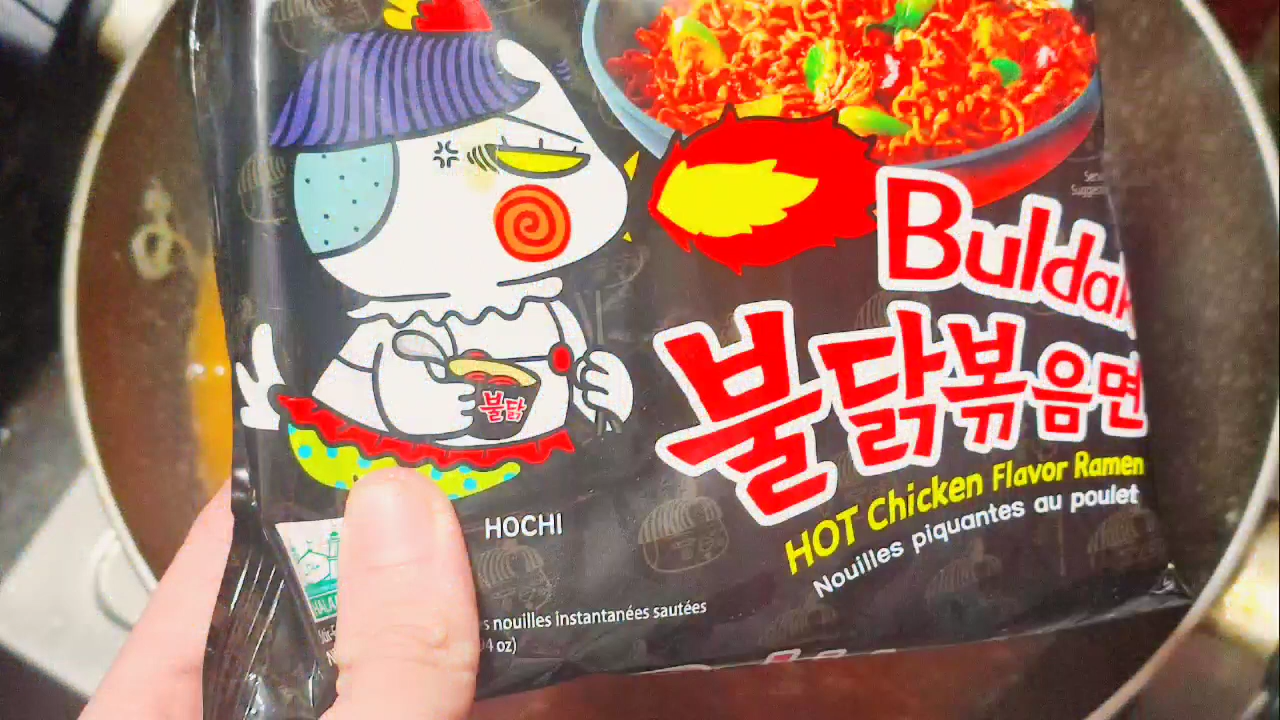 Buldak
불닭볶음면
HOT Chicken Flavor Ramen
Nouilles piquantes au poulet
불닭
HOCHI
nouilles instantanées sautées
oz)